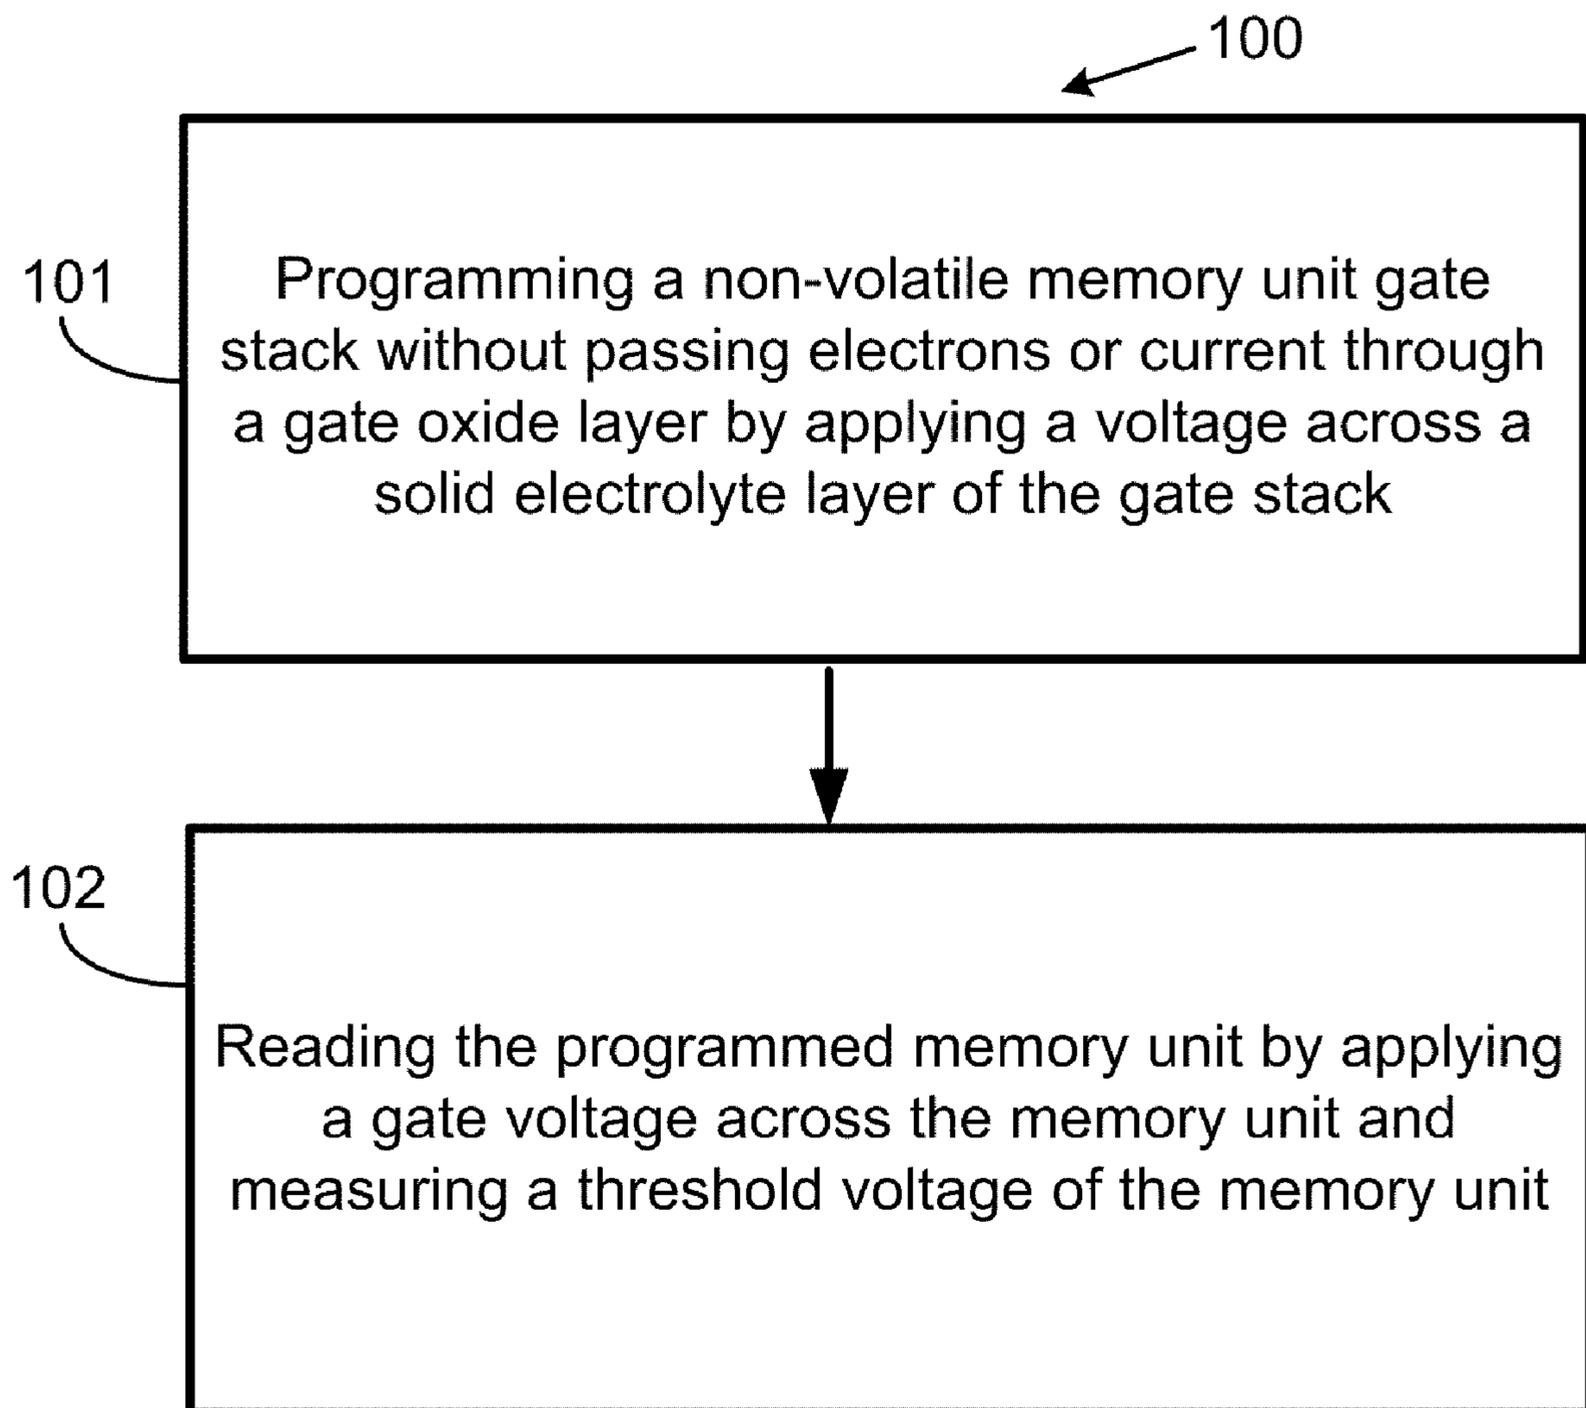 100
101
Programming a non-volatile memory unit gate
stack without passing electrons or current through
a gate oxide layer by applying a voltage across a
solid electrolyte layer of the gate stack
102
Reading the programmed memory unit by applying
a gate voltage across the memory unit and
measuring a threshold voltage of the memory unit